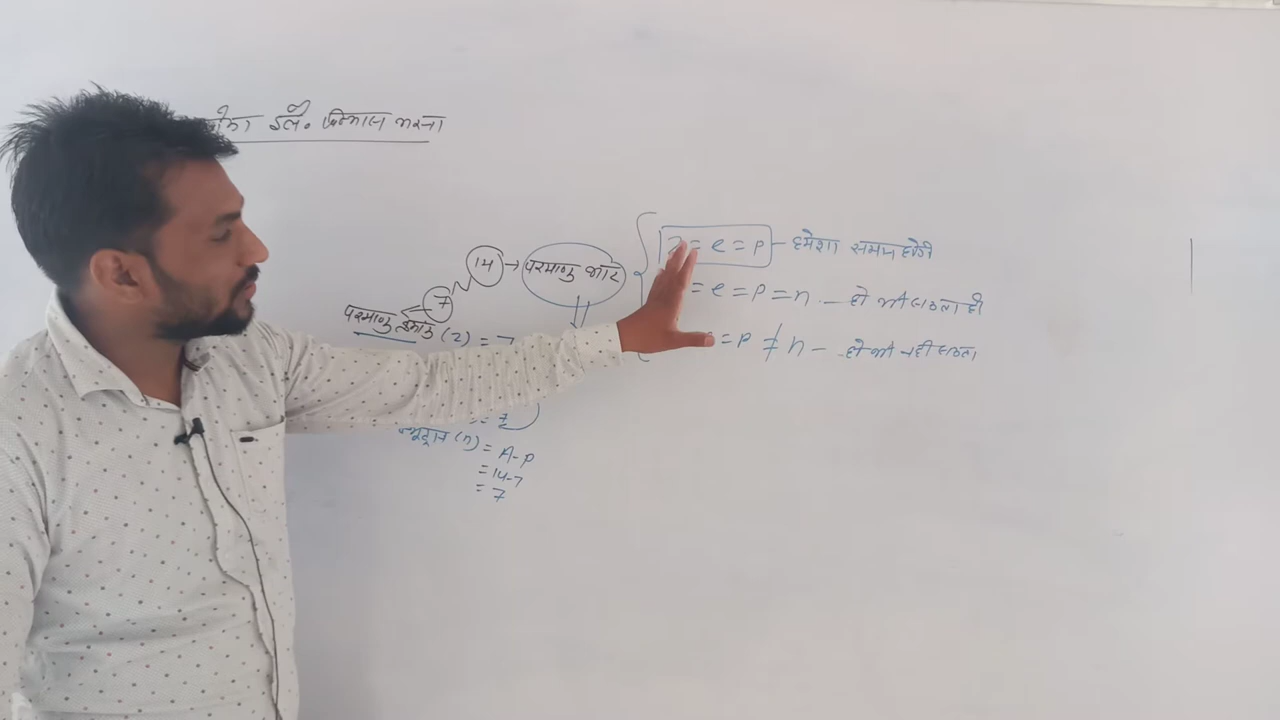 इले० विन्यास करना
14 → परमाणु भार
7
परमाणु क्रमांक (Z) = 7
= 7
न्यूट्रान (n) = A-P
= 14-7
= 7
Z = e = p - हमेशा समान होगी
= e = p = n - हो भी सकता है
= p ≠ n - हो भी नही सकता